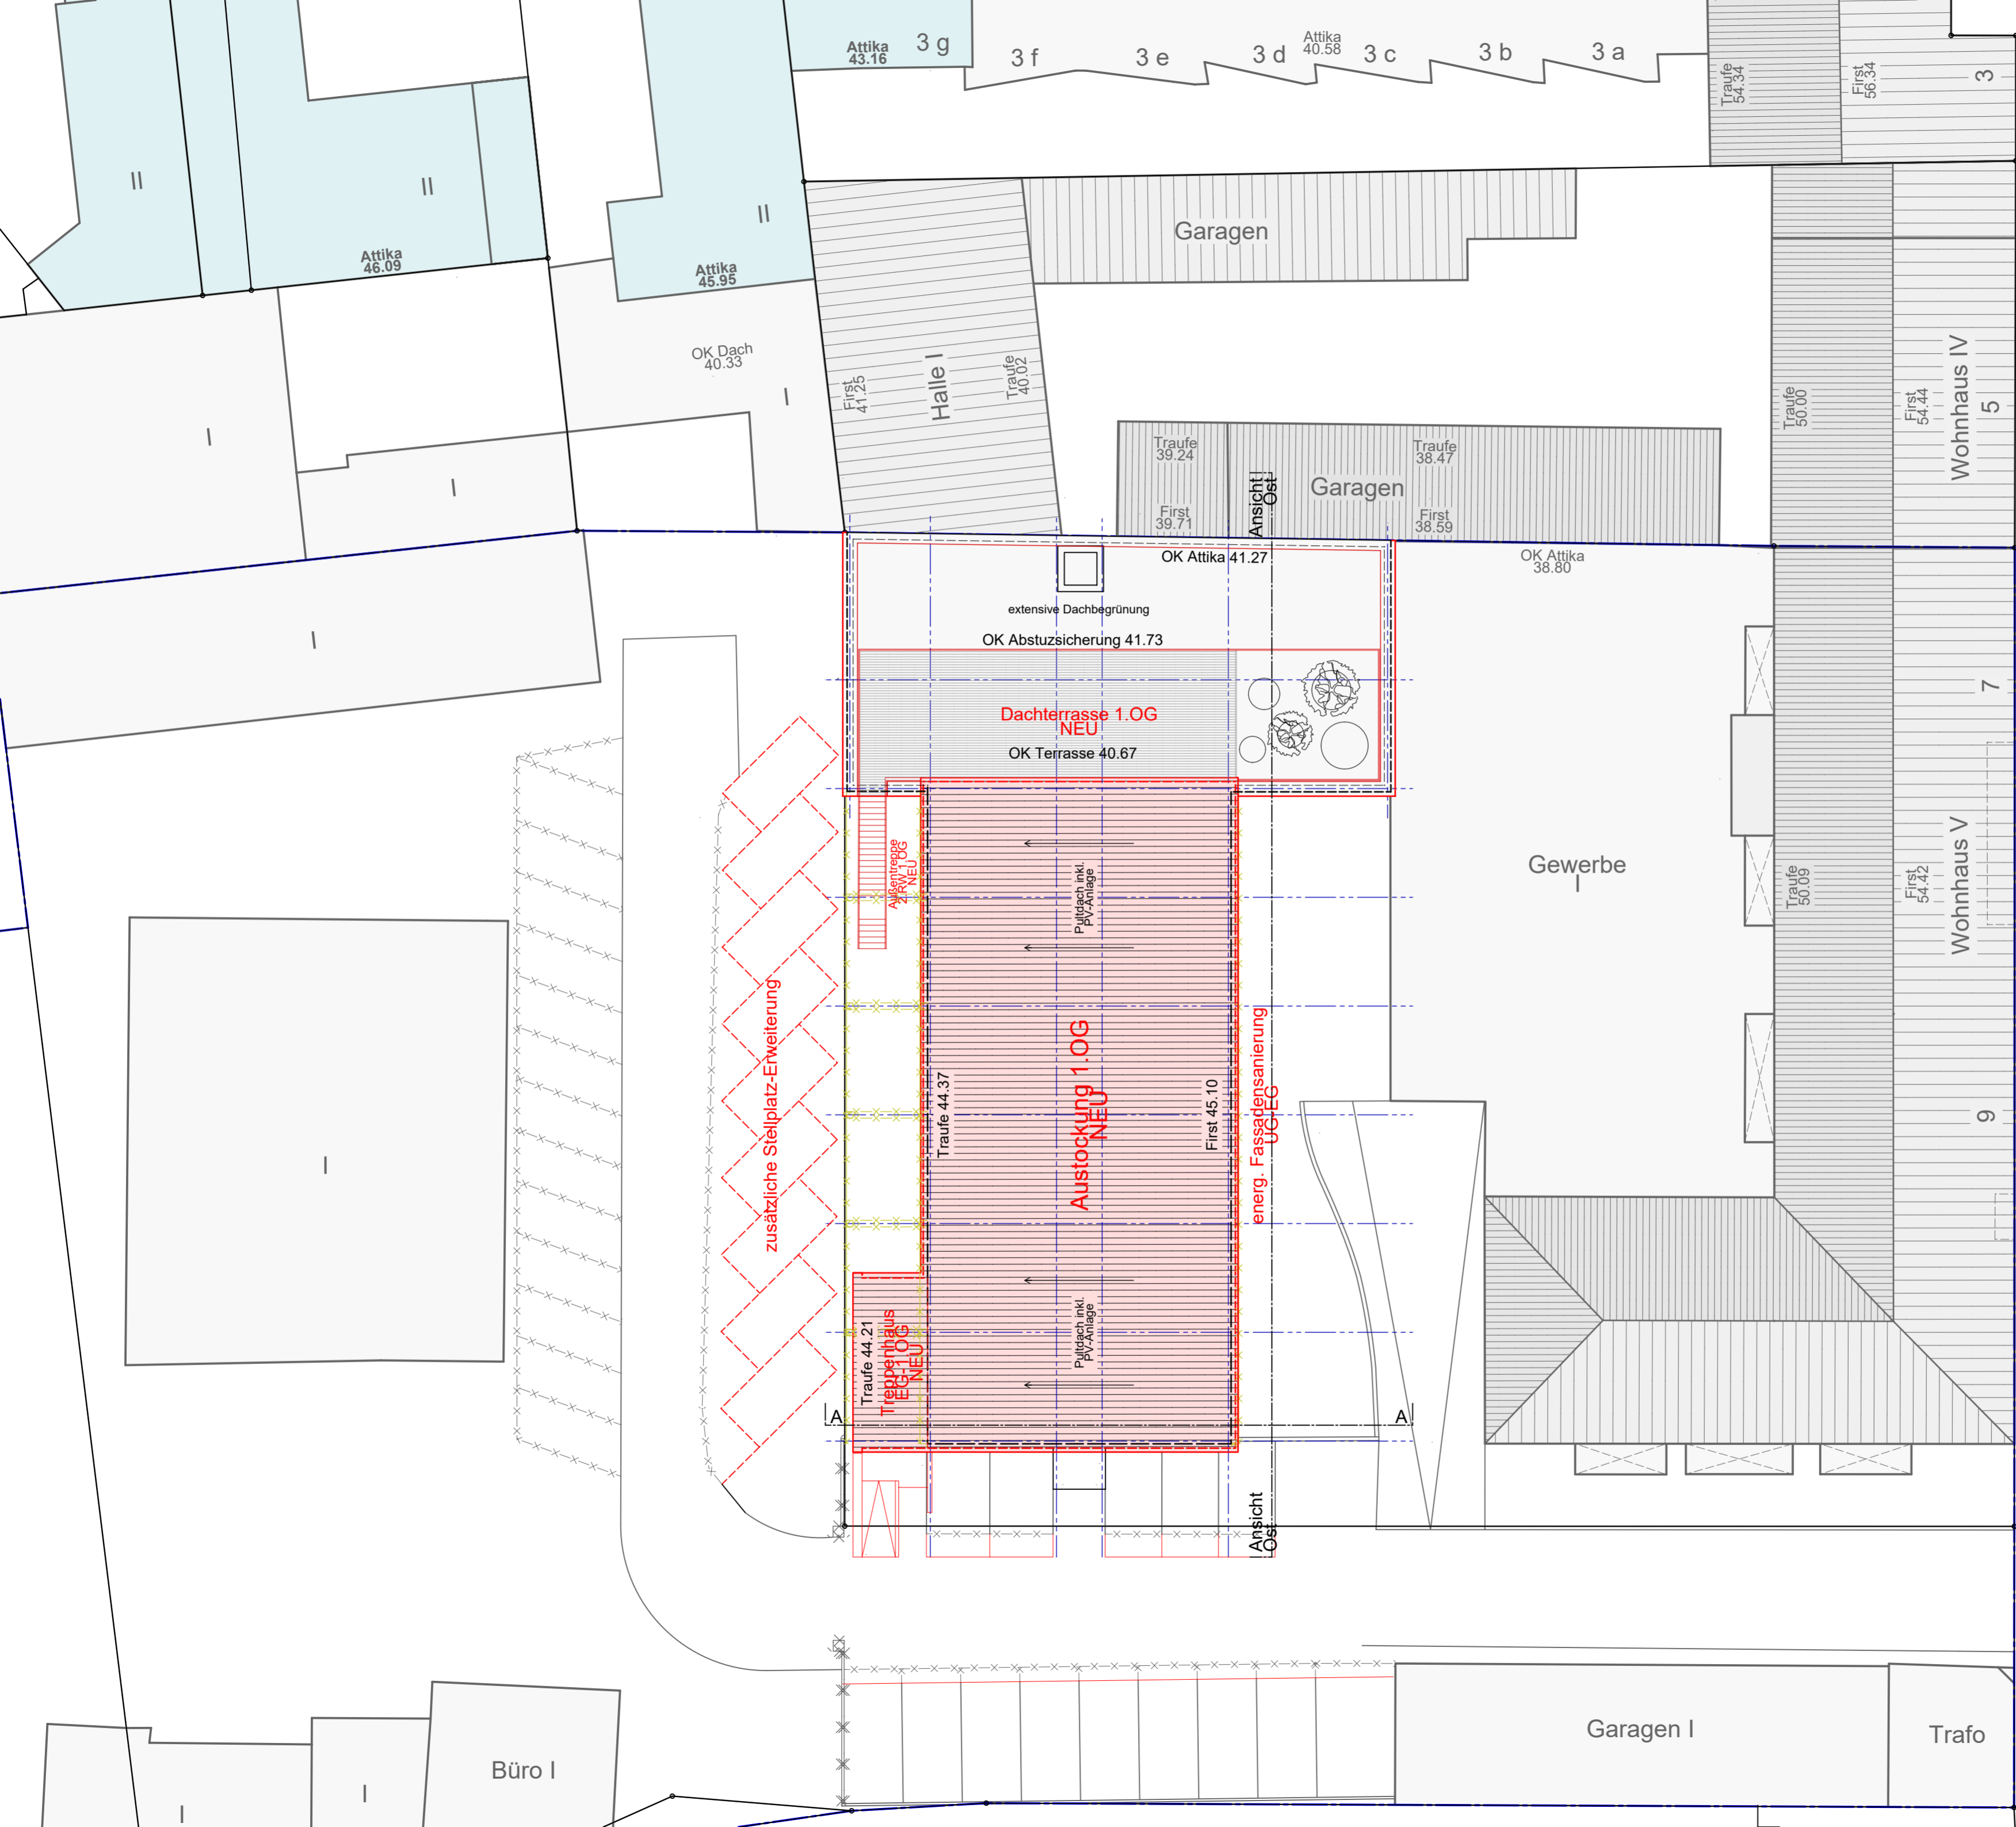 3 g
Attika
43.16
3 f
3 e
3 d
Attika
40.58
3 c
3 b
3 a
Traufe
54.34
First
56.34
3
II
II
II
Attika
46.09
Attika
45.95
Garagen
OK Dach
40.33
I
First
41.25
Halle I
Traufe
40.02
Traufe
50.00
First
54.44
Wohnhaus IV
5
I
I
Traufe
39.24
Traufe
38.47
Garagen
First
39.71
First
38.59
Ansicht
Ost
OK Attika 41.27
OK Attika
38.80
extensive Dachbegrünung
OK Abstuzsicherung 41.73
I
Dachterrasse 1.OG
NEU
OK Terrasse 40.67
7
Außentreppe
2.RW 1.OG
NEU
Pultdach inkl.
PV-Anlage
Gewerbe
I
Traufe
50.09
First
54.42
Wohnhaus V
zusätzliche Stellplatz-Erweiterung
Traufe 44.37
Austockung 1.OG
NEU
First 45.10
energ. Fassadensanierung
UG-EG
9
I
Traufe 44.21
Treppenhaus
EG-1.OG
NEU
Pultdach inkl.
PV-Anlage
A
A
Ansicht
Ost
Garagen I
Trafo
Büro I
I
I